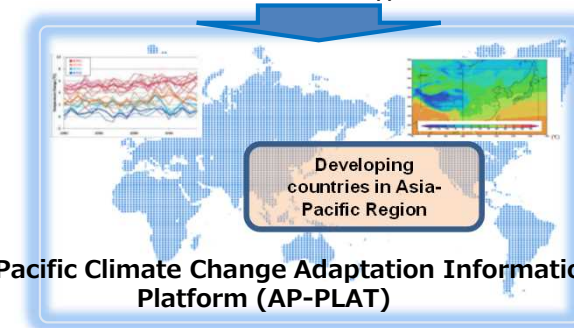 Developing
countries in Asia-
Pacific Region
Pacific Climate Change Adaptation Informatio
Platform (AP-PLAT)